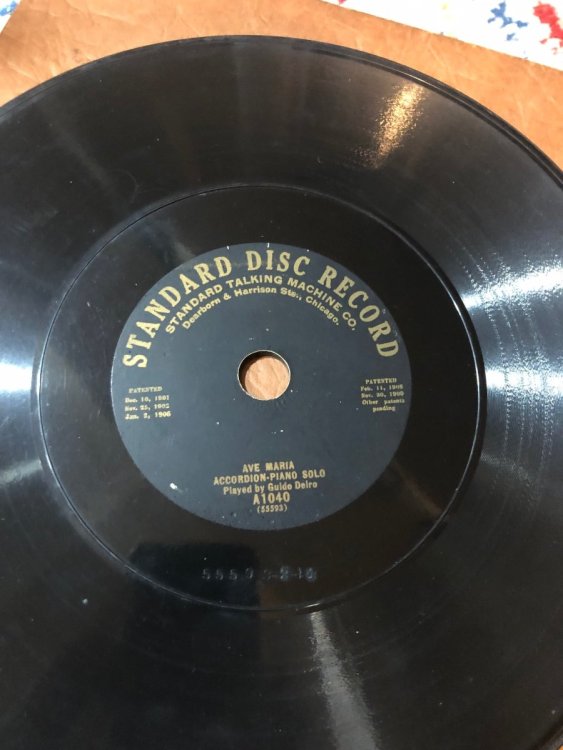 STANDARD DISC RECORD
STANDARD TALKING MACHINE CO.
Dearborn & Harrison Sts., Chicago.
PATENTED
Dec. 10, 1901
Nov. 25, 1902
Jan. 2, 1906
PATENTED
Feb. 11, 1908
Nov. 30, 1909
Other patents
pending
AVE MARIA
ACCORDION-PIANO SOLO
Played by Guido Deiro
A1040
(55593)